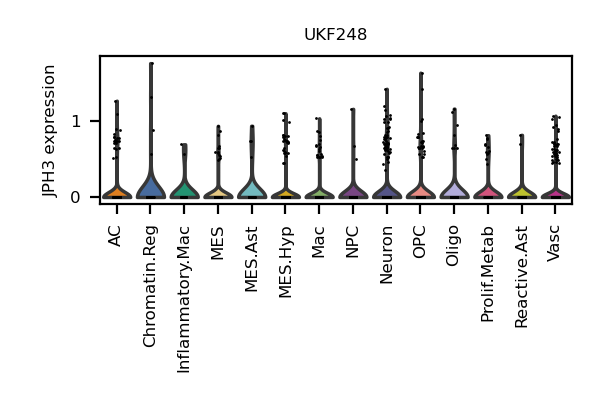 UKF248
JPH3 expression
1
0
AC
Chromatin.Reg
Inflammatory.Mac
MES
MES.Ast
MES.Hyp
Mac
NPC
Neuron
OPC
Oligo
Prolif.Metab
Reactive.Ast
Vasc